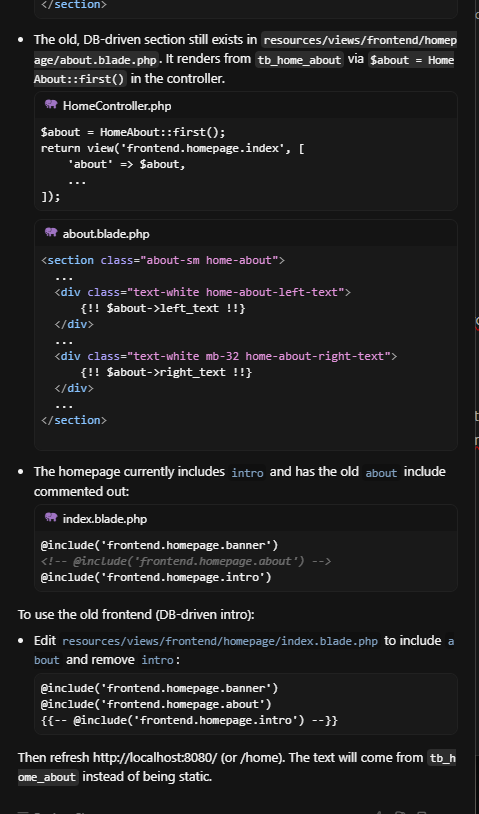 </section>
• The old, DB-driven section still exists in resources/views/frontend/homep
age/about.blade.php. It renders from tb_home_about via $about = Home
About::first() in the controller.
HomeController.php
$about = HomeAbout::first();
return view('frontend.homepage.index', [
    'about' => $about,
    ...
]);
about.blade.php
<section class="about-sm home-about">
  ...
  <div class="text-white home-about-left-text">
      {!! $about->left_text !!}
  </div>
  ...
  <div class="text-white mb-32 home-about-right-text">
      {!! $about->right_text !!}
  </div>
  ...
</section>
• The homepage currently includes intro and has the old about include
commented out:
index.blade.php
@include('frontend.homepage.banner')
<!-- @include('frontend.homepage.about') -->
@include('frontend.homepage.intro')
To use the old frontend (DB-driven intro):
• Edit resources/views/frontend/homepage/index.blade.php to include a
bout and remove intro:
@include('frontend.homepage.banner')
@include('frontend.homepage.about')
{{-- @include('frontend.homepage.intro') --}}
Then refresh http://localhost:8080/ (or /home). The text will come from tb_h
ome_about instead of being static.